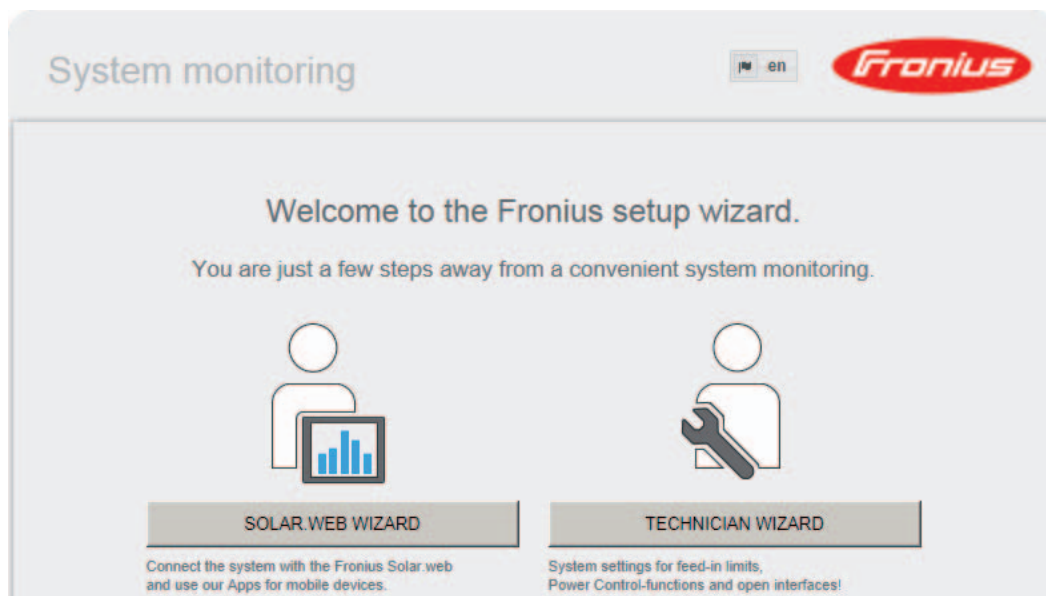 System monitoring
en
Fronius
Welcome to the Fronius setup wizard.
You are just a few steps away from a convenient system monitoring.
SOLAR.WEB WIZARD
TECHNICIAN WIZARD
Connect the system with the Fronius Solar.web
and use our Apps for mobile devices.
System settings for feed-in limits,
Power Control-functions and open interfaces!